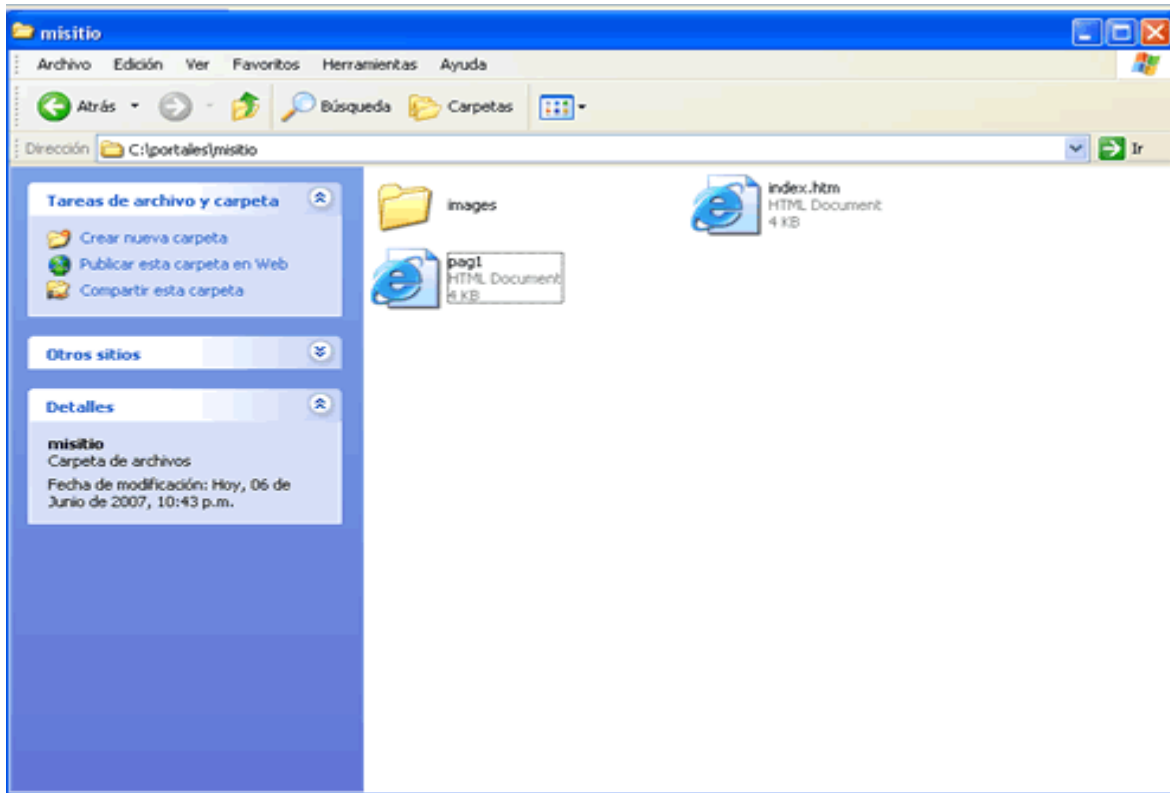 misitio
Archivo Edición Ver Favoritos Herramientas Ayuda
Atrás Búsqueda Carpetas
Dirección C:\portales\misitio Ir
Tareas de archivo y carpeta
Crear nueva carpeta
Publicar esta carpeta en Web
Compartir esta carpeta
Otros sitios
Detalles
misitio
Carpeta de archivos
Fecha de modificación: Hoy, 06 de
Junio de 2007, 10:43 p.m.
images
index.htm
HTML Document
4 KB
pag1
HTML Document
4 KB